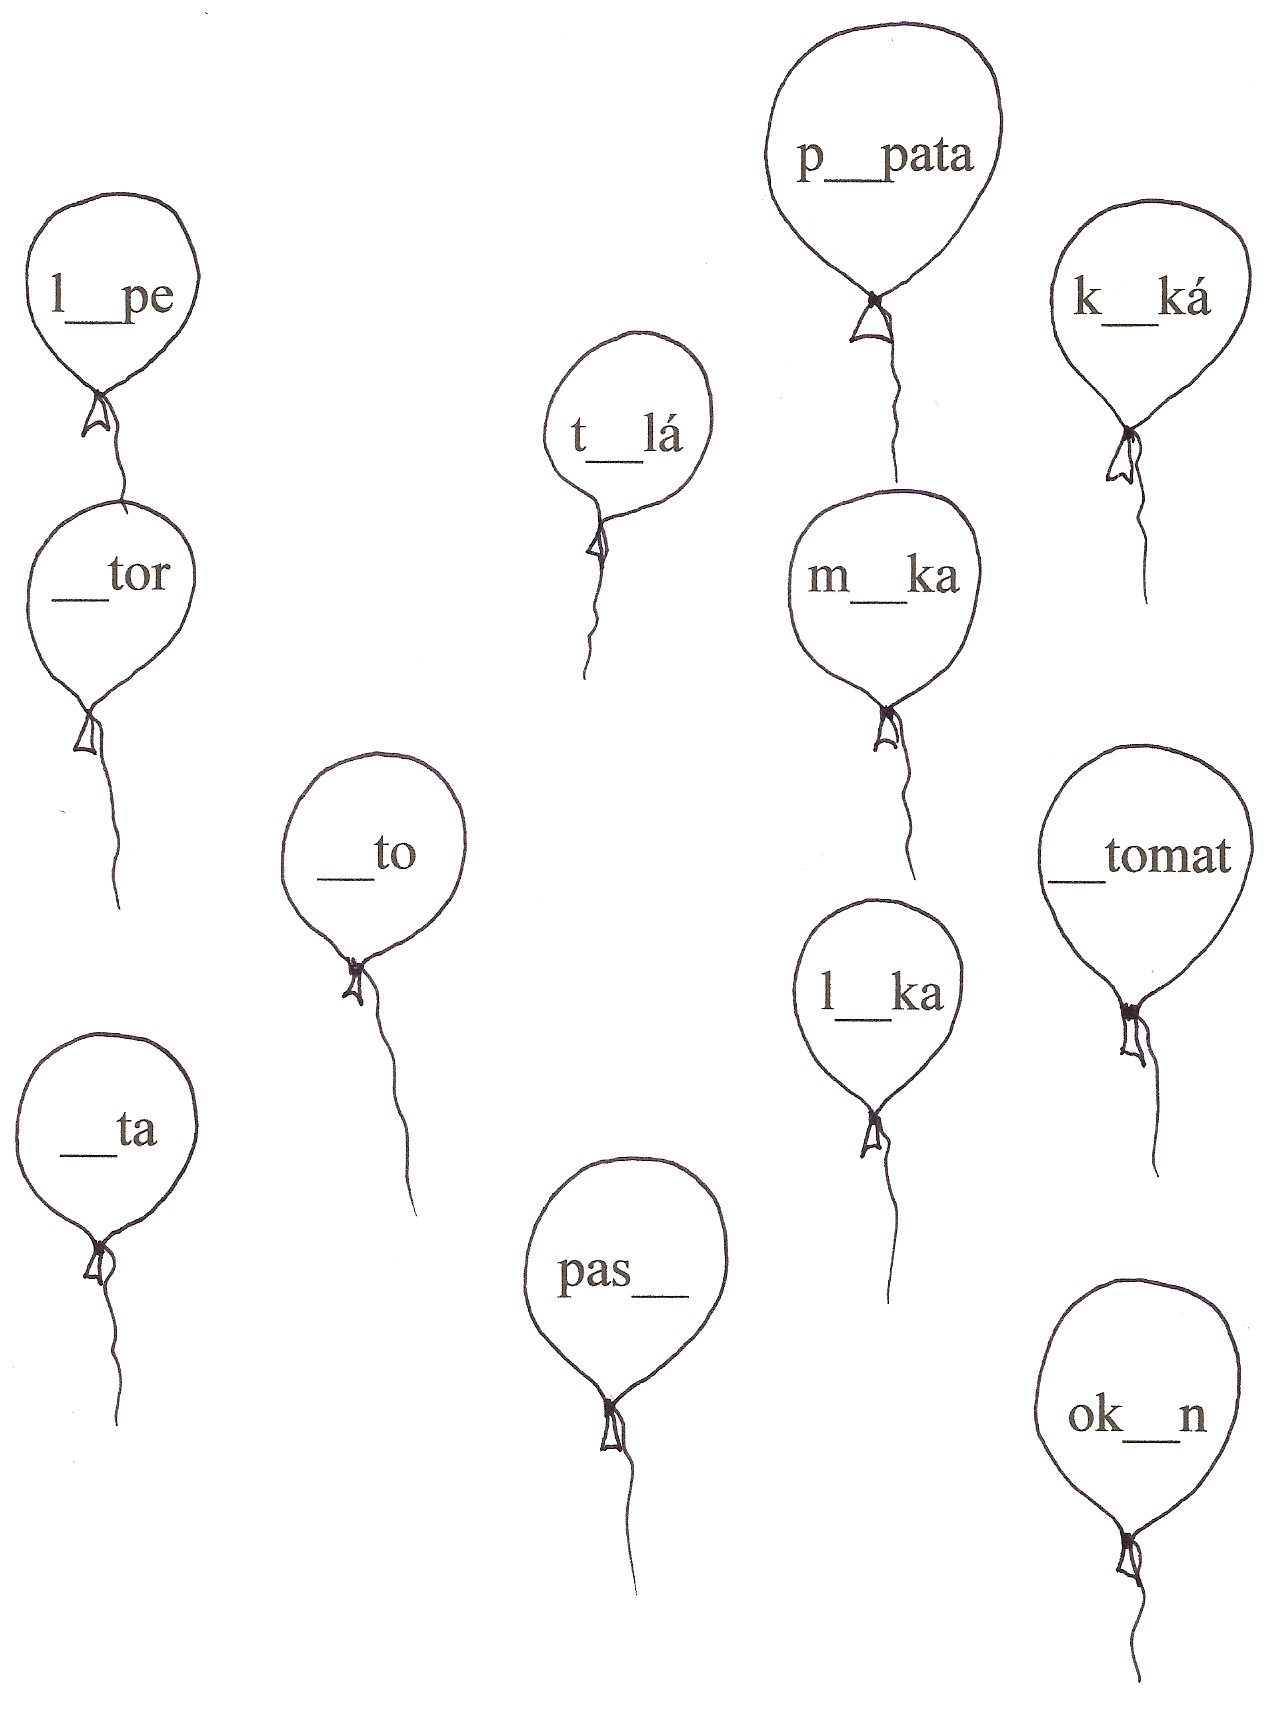 p__pata
l__pe
k__ká
t__lá
__tor
m__ka
__to
__tomat
l__ka
__ta
pas__
ok__n